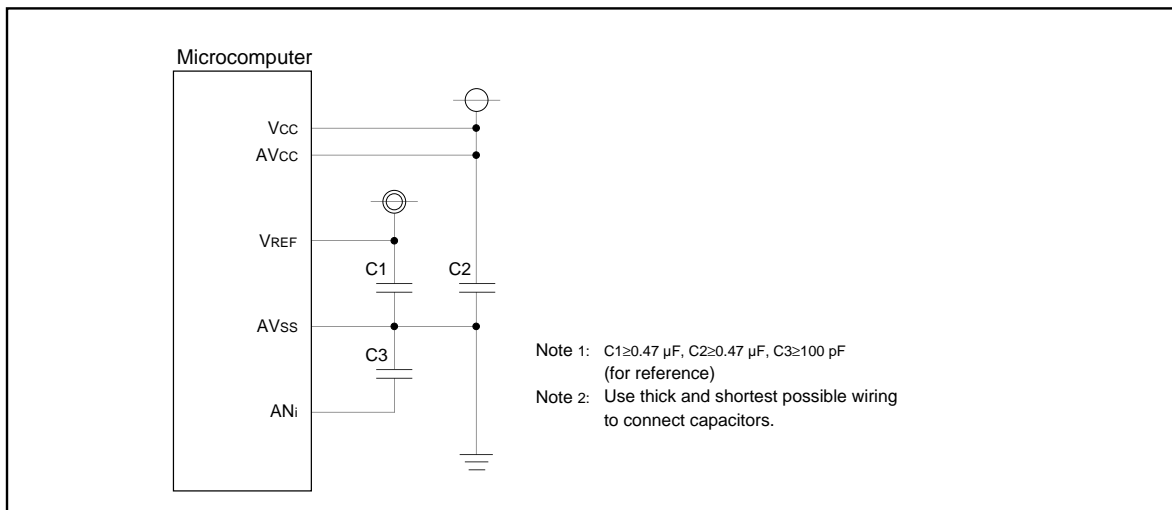 Microcomputer
VCC
AVCC
VREF
C1
C2
AVSS
C3
ANi
Note 1: C1≥0.47 µF, C2≥0.47 µF, C3≥100 pF
(for reference)
Note 2: Use thick and shortest possible wiring
to connect capacitors.